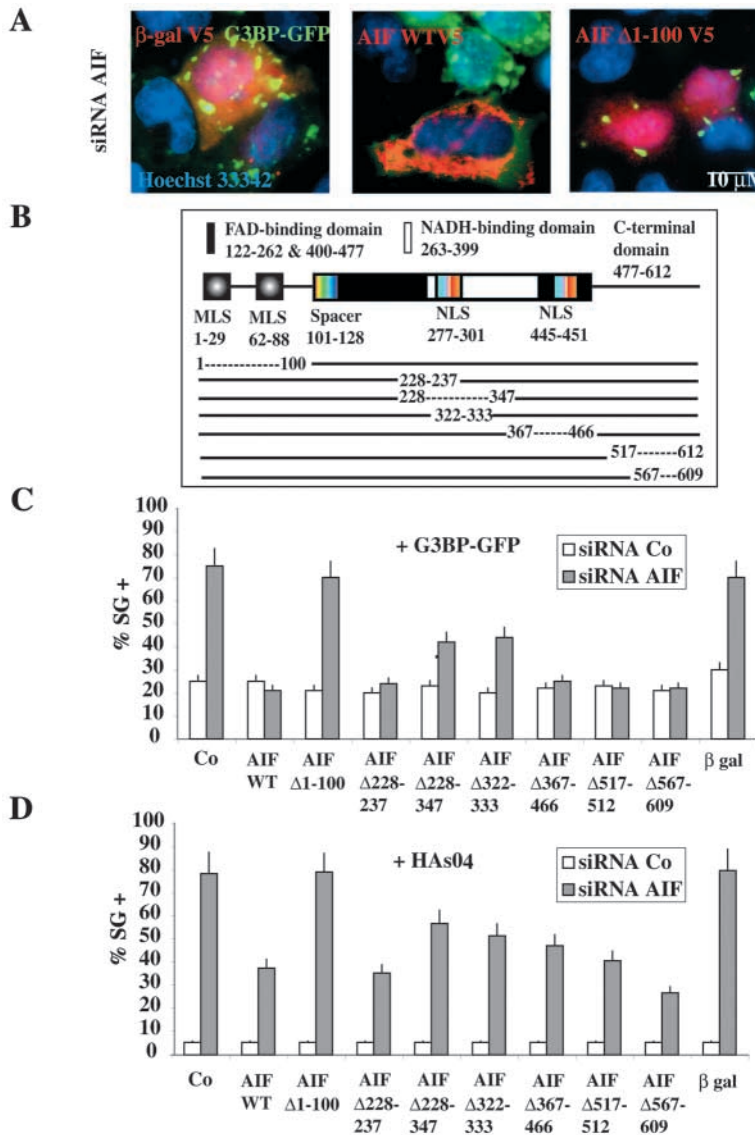 A
siRNA AIF
β-gal V5 G3BP-GFP
Hoechst 33342
AIF WTV5
AIF Δ1-100 V5
10 μM
B
FAD-binding domain
122-262 & 400-477
NADH-binding domain
263-399
C-terminal
domain
477-612
MLS
1-29
MLS
62-88
Spacer
101-128
NLS
277-301
NLS
445-451
1------------100
228-237
228-----------347
322-333
367------466
517-------612
567---609
C
% SG +
100
90
80
70
60
50
40
30
20
10
0
+ G3BP-GFP
siRNA Co
siRNA AIF
Co
AIF
WT
AIF
Δ1-100
AIF
Δ228-
237
AIF
Δ228-
347
AIF
Δ322-
333
AIF
Δ367-
466
AIF
Δ517-
512
AIF
Δ567-
609
β gal
D
% SG +
100
90
80
70
60
50
40
30
20
10
0
+ HAs04
siRNA Co
siRNA AIF
Co
AIF
WT
AIF
Δ1-100
AIF
Δ228-
237
AIF
Δ228-
347
AIF
Δ322-
333
AIF
Δ367-
466
AIF
Δ517-
512
AIF
Δ567-
609
β gal